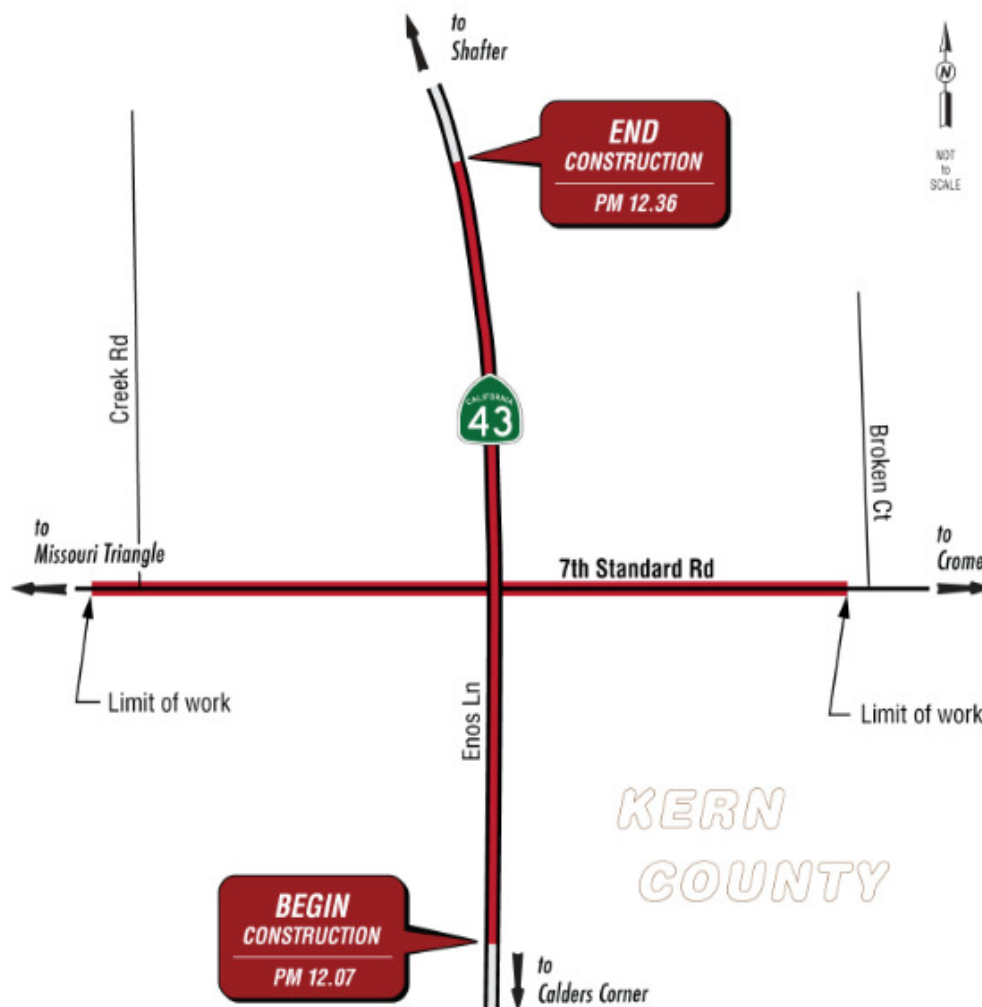 to
Shafter
N
NOT
to
SCALE
END
CONSTRUCTION
PM 12.36
Creek Rd
CALIFORNIA
43
Broken Ct
to
Missouri Triangle
7th Standard Rd
to
Crome
Limit of work
Enos Ln
Limit of work
KERN
COUNTY
BEGIN
CONSTRUCTION
PM 12.07
to
Calders Corner